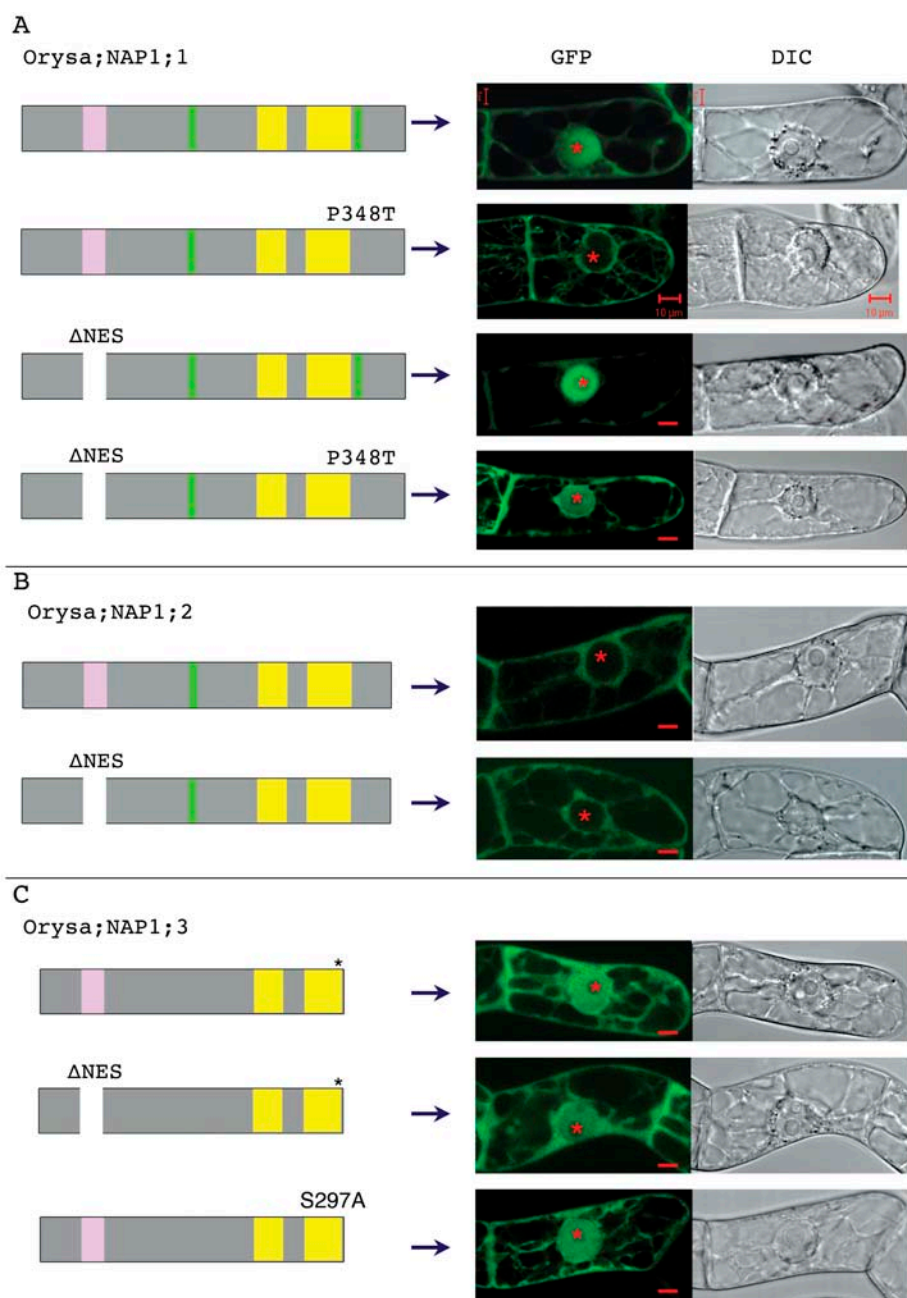 A
Orysa;NAP1;1
GFP
DIC
P348T
10 µm
10 µm
ΔNES
ΔNES
P348T
B
Orysa;NAP1;2
ΔNES
C
Orysa;NAP1;3
*
ΔNES
*
S297A